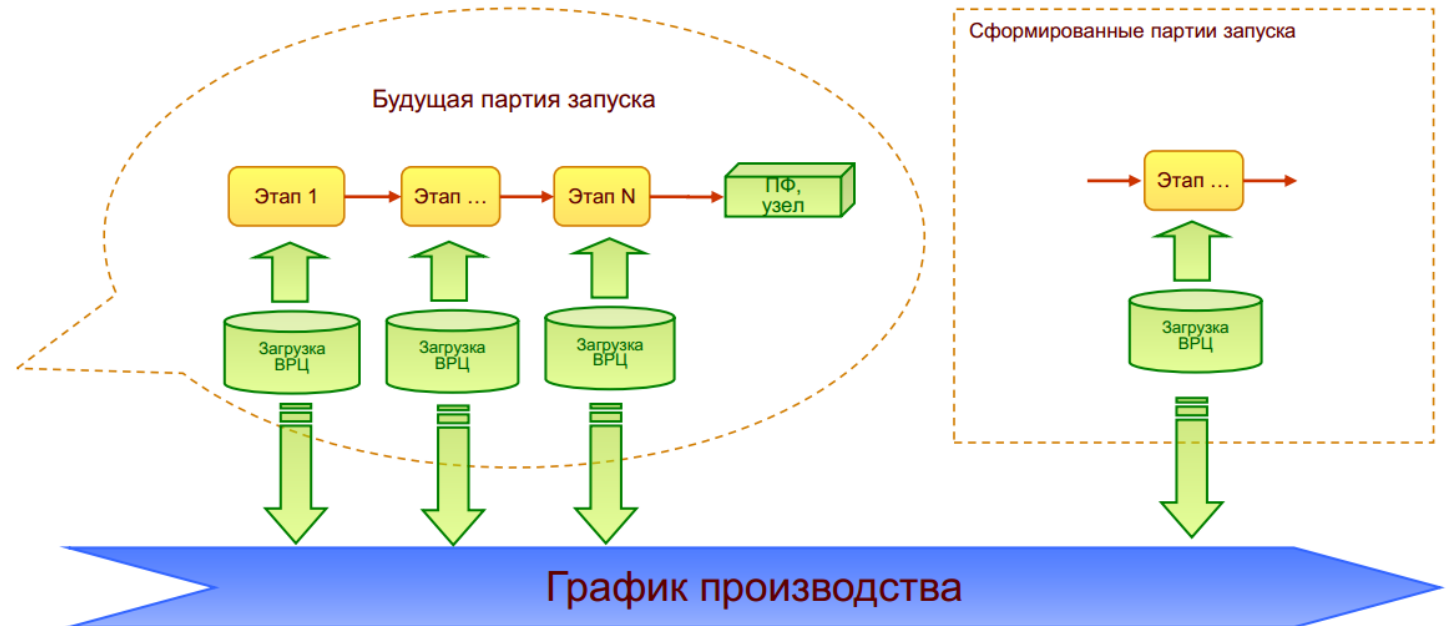 Сформированные партии запуска
Будущая партия запуска
Этап 1
Этап ...
Этап N
ПФ,
узел
Этап ...
Загрузка
ВРЦ
Загрузка
ВРЦ
Загрузка
ВРЦ
Загрузка
ВРЦ
График производства